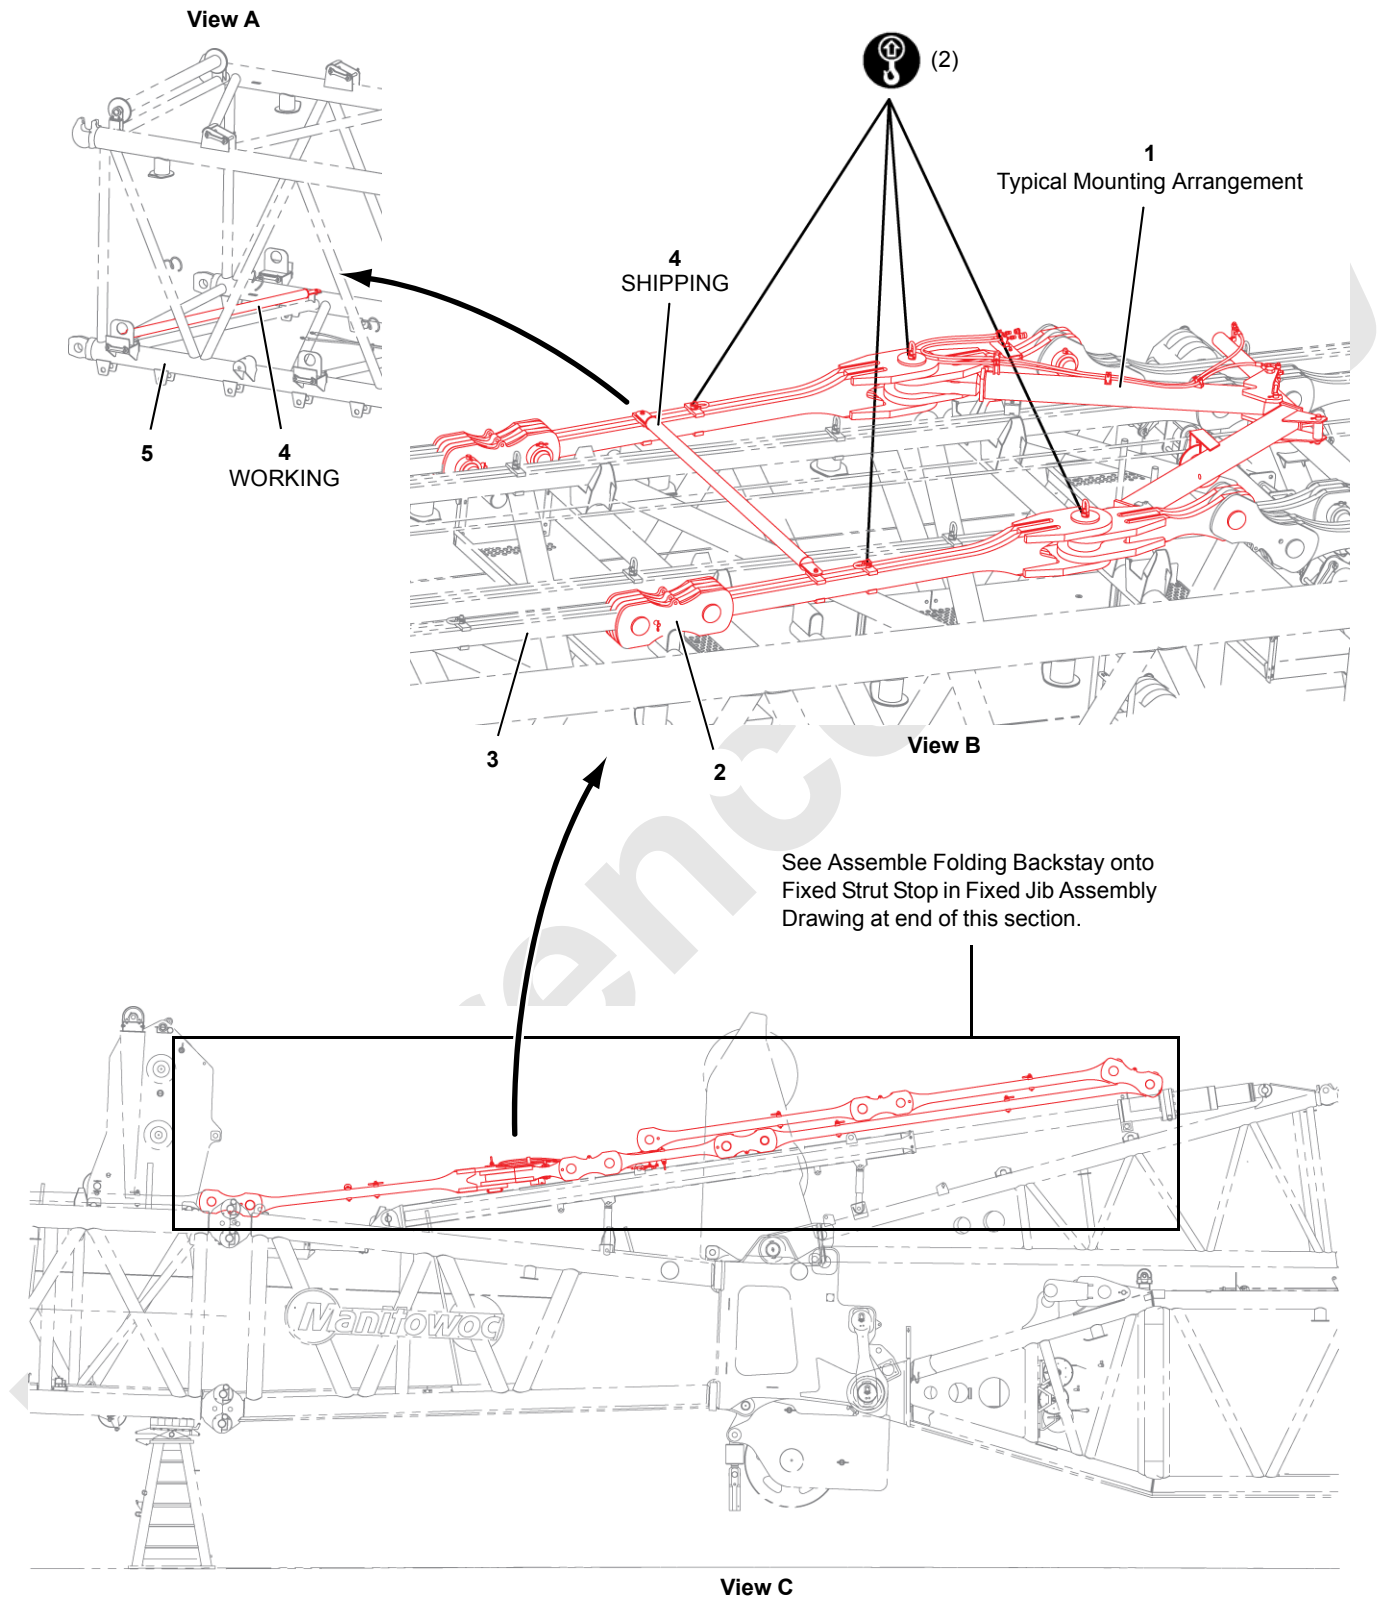 View A
(2)
1
Typical Mounting Arrangement
4
SHIPPING
5
4
WORKING
3
2
View B
See Assemble Folding Backstay onto
Fixed Strut Stop in Fixed Jib Assembly
Drawing at end of this section.
Manitowoc
View C